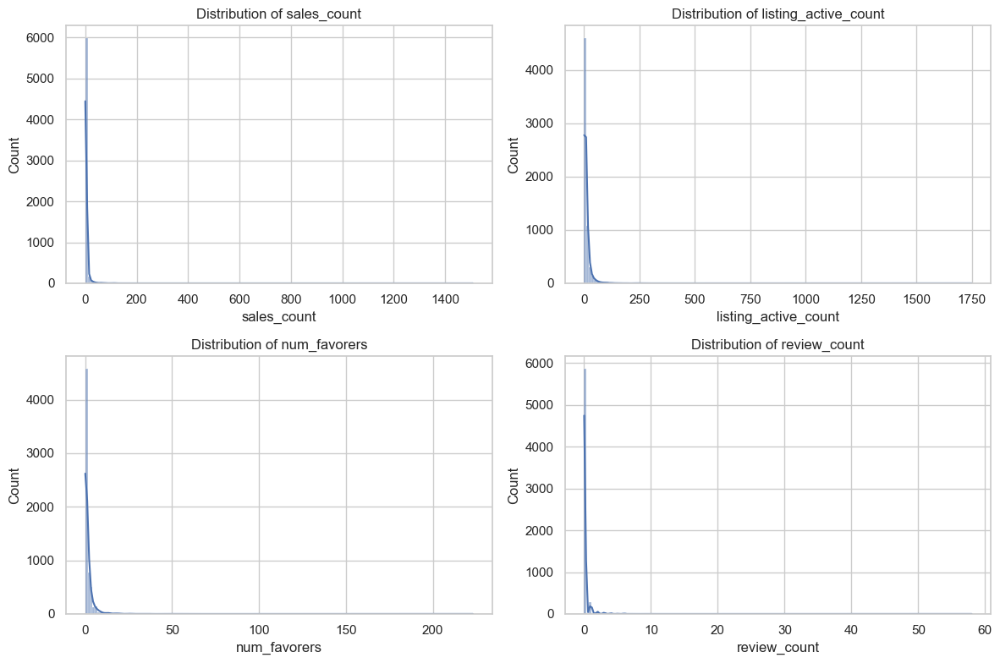 Distribution of sales_count
6000
5000
4000
3000
2000
1000
0
Count
0 200 400 600 800 1000 1200 1400
sales_count
Distribution of listing_active_count
4000
3000
2000
1000
0
Count
0 250 500 750 1000 1250 1500 1750
listing_active_count
Distribution of num_favorers
4000
3000
2000
1000
0
Count
0 50 100 150 200
num_favorers
Distribution of review_count
6000
5000
4000
3000
2000
1000
0
Count
0 10 20 30 40 50 60
review_count